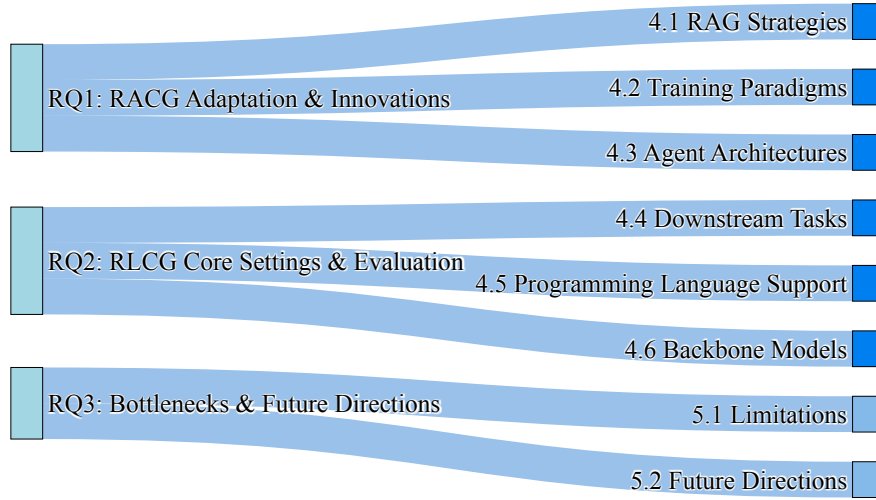 RQ1: RACG Adaptation & Innovations
4.1 RAG Strategies
4.2 Training Paradigms
4.3 Agent Architectures
RQ2: RLCG Core Settings & Evaluation
4.4 Downstream Tasks
4.5 Programming Language Support
4.6 Backbone Models
RQ3: Bottlenecks & Future Directions
5.1 Limitations
5.2 Future Directions